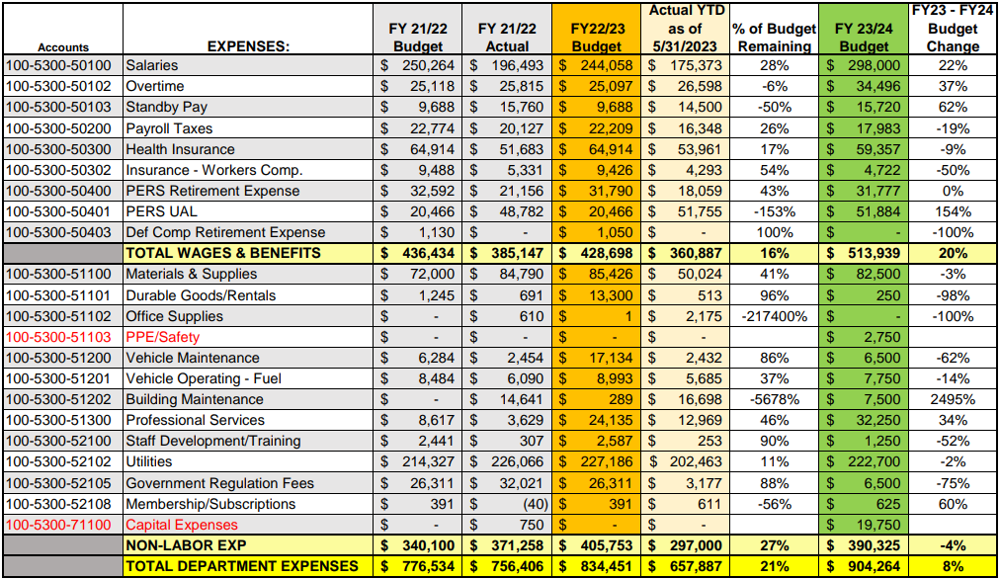 Accounts EXPENSES: FY 21/22 Budget FY 21/22 Actual FY22/23 Budget Actual YTD as of 5/31/2023 % of Budget Remaining FY 23/24 Budget FY23 - FY24 Budget Change
100-5300-50100 Salaries $ 250,264 $ 196,493 $ 244,058 $ 175,373 28% $ 298,000 22%
100-5300-50102 Overtime $ 25,118 $ 25,815 $ 25,097 $ 26,598 -6% $ 34,496 37%
100-5300-50103 Standby Pay $ 9,688 $ 15,760 $ 9,688 $ 14,500 -50% $ 15,720 62%
100-5300-50200 Payroll Taxes $ 22,774 $ 20,127 $ 22,209 $ 16,348 26% $ 17,983 -19%
100-5300-50300 Health Insurance $ 64,914 $ 51,683 $ 64,914 $ 53,961 17% $ 59,357 -9%
100-5300-50302 Insurance - Workers Comp. $ 9,488 $ 5,331 $ 9,426 $ 4,293 54% $ 4,722 -50%
100-5300-50400 PERS Retirement Expense $ 32,592 $ 21,156 $ 31,790 $ 18,059 43% $ 31,777 0%
100-5300-50401 PERS UAL $ 20,466 $ 48,782 $ 20,466 $ 51,755 -153% $ 51,884 154%
100-5300-50403 Def Comp Retirement Expense $ 1,130 $ - $ 1,050 $ - 100% $ - -100%
TOTAL WAGES & BENEFITS $ 436,434 $ 385,147 $ 428,698 $ 360,887 16% $ 513,939 20%
100-5300-51100 Materials & Supplies $ 72,000 $ 84,790 $ 85,426 $ 50,024 41% $ 82,500 -3%
100-5300-51101 Durable Goods/Rentals $ 1,245 $ 691 $ 13,300 $ 513 96% $ 250 -98%
100-5300-51102 Office Supplies $ - $ 610 $ 1 $ 2,175 -217400% $ - -100%
100-5300-51103 PPE/Safety $ - $ - $ - $ - $ 2,750
100-5300-51200 Vehicle Maintenance $ 6,284 $ 2,454 $ 17,134 $ 2,432 86% $ 6,500 -62%
100-5300-51201 Vehicle Operating - Fuel $ 8,484 $ 6,090 $ 8,993 $ 5,685 37% $ 7,750 -14%
100-5300-51202 Building Maintenance $ - $ 14,641 $ 289 $ 16,698 -5678% $ 7,500 2495%
100-5300-51300 Professional Services $ 8,617 $ 3,629 $ 24,135 $ 12,969 46% $ 32,250 34%
100-5300-52100 Staff Development/Training $ 2,441 $ 307 $ 2,587 $ 253 90% $ 1,250 -52%
100-5300-52102 Utilities $ 214,327 $ 226,066 $ 227,186 $ 202,463 11% $ 222,700 -2%
100-5300-52105 Government Regulation Fees $ 26,311 $ 32,021 $ 26,311 $ 3,177 88% $ 6,500 -75%
100-5300-52108 Membership/Subscriptions $ 391 $ (40) $ 391 $ 611 -56% $ 625 60%
100-5300-71100 Capital Expenses $ - $ 750 $ - $ - $ 19,750
NON-LABOR EXP $ 340,100 $ 371,258 $ 405,753 $ 297,000 27% $ 390,325 -4%
TOTAL DEPARTMENT EXPENSES $ 776,534 $ 756,406 $ 834,451 $ 657,887 21% $ 904,264 8%